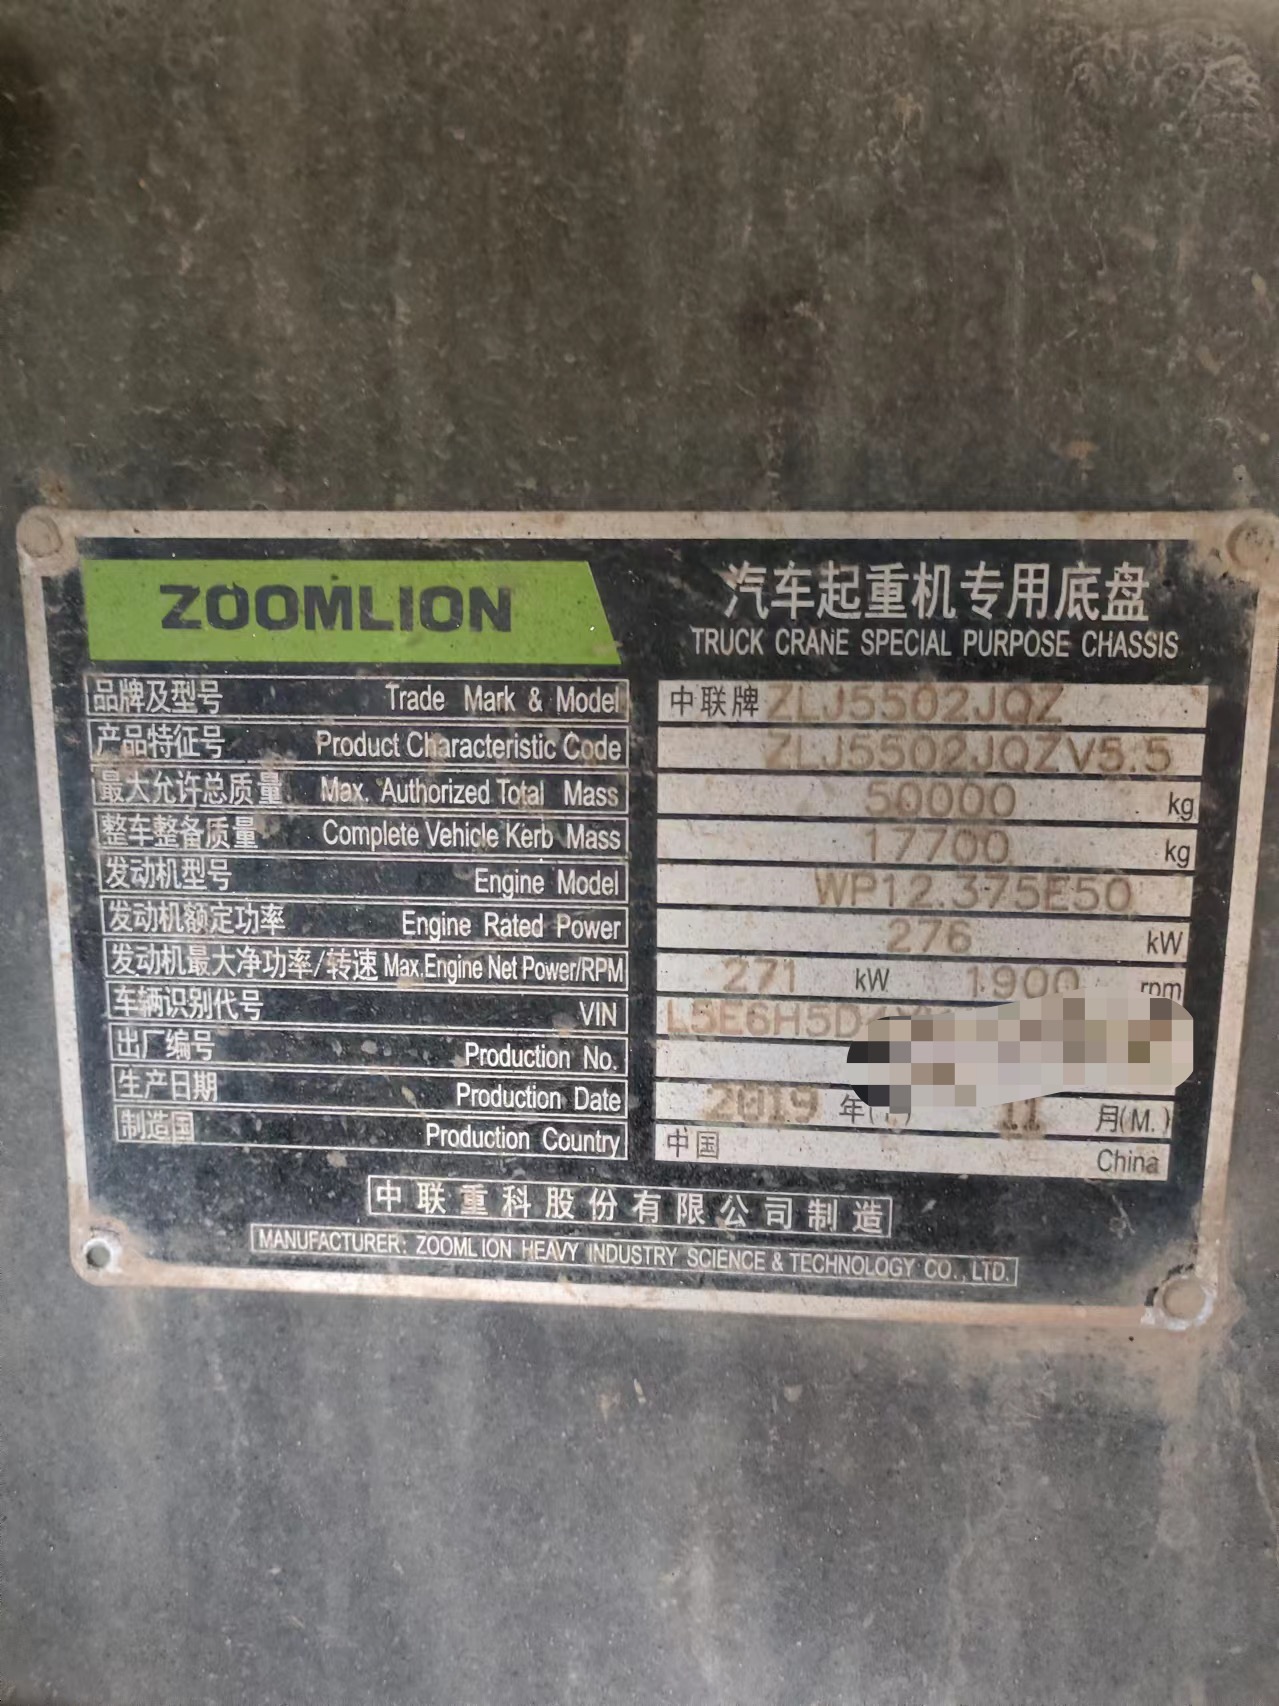 ZOOMLION
汽车起重机专用底盘
TRUCK CRANE SPECIAL PURPOSE CHASSIS
品牌及型号 Trade Mark & Model 中联牌 ZLJ5502JQZ
产品特征号 Product Characteristic Code ZLJ5502JQZV5.5
最大允许总质量 Max. Authorized Total Mass 50000 kg
整车整备质量 Complete Vehicle Kerb Mass 17700 kg
发动机型号 Engine Model WP12.375E50
发动机额定功率 Engine Rated Power 276 kW
发动机最大净功率/转速 Max.Engine Net Power/RPM 271 kW 1900 rpm
车辆识别代号 VIN L5E6H5D
出厂编号 Production No.
生产日期 Production Date 2019 年( 11 月(M.)
制造国 Production Country 中国 China
中联重科股份有限公司制造
MANUFACTURER: ZOOMLION HEAVY INDUSTRY SCIENCE & TECHNOLOGY CO.,LTD.